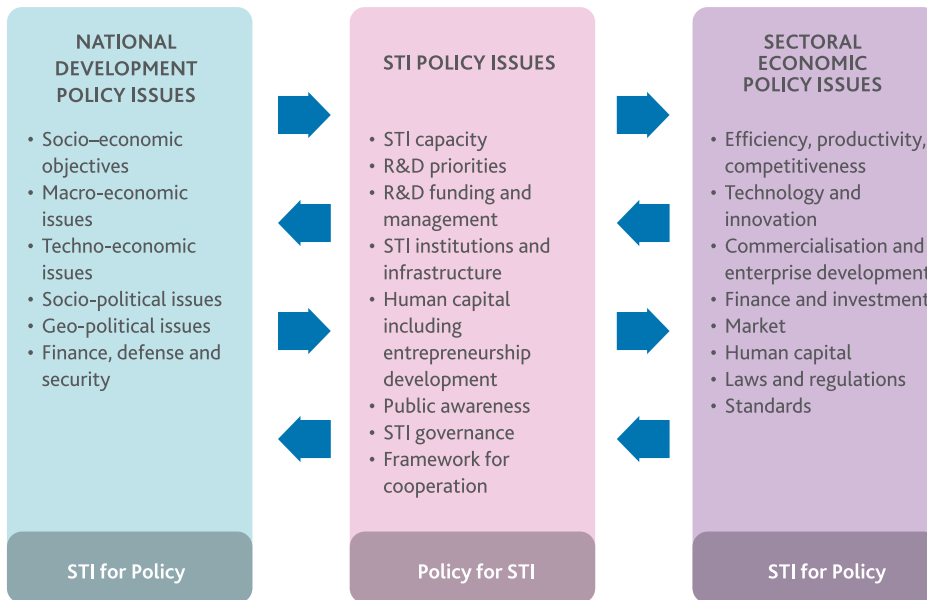 NATIONAL
DEVELOPMENT
POLICY ISSUES
• Socio–economic
objectives
• Macro-economic
issues
• Techno-economic
issues
• Socio-political issues
• Geo-political issues
• Finance, defense and
security
STI for Policy
STI POLICY ISSUES
• STI capacity
• R&D priorities
• R&D funding and
management
• STI institutions and
infrastructure
• Human capital
including
entrepreneurship
development
• Public awareness
• STI governance
• Framework for
cooperation
Policy for STI
SECTORAL
ECONOMIC
POLICY ISSUES
• Efficiency, productivity,
competitiveness
• Technology and
innovation
• Commercialisation and
enterprise development
• Finance and investment
• Market
• Human capital
• Laws and regulations
• Standards
STI for Policy